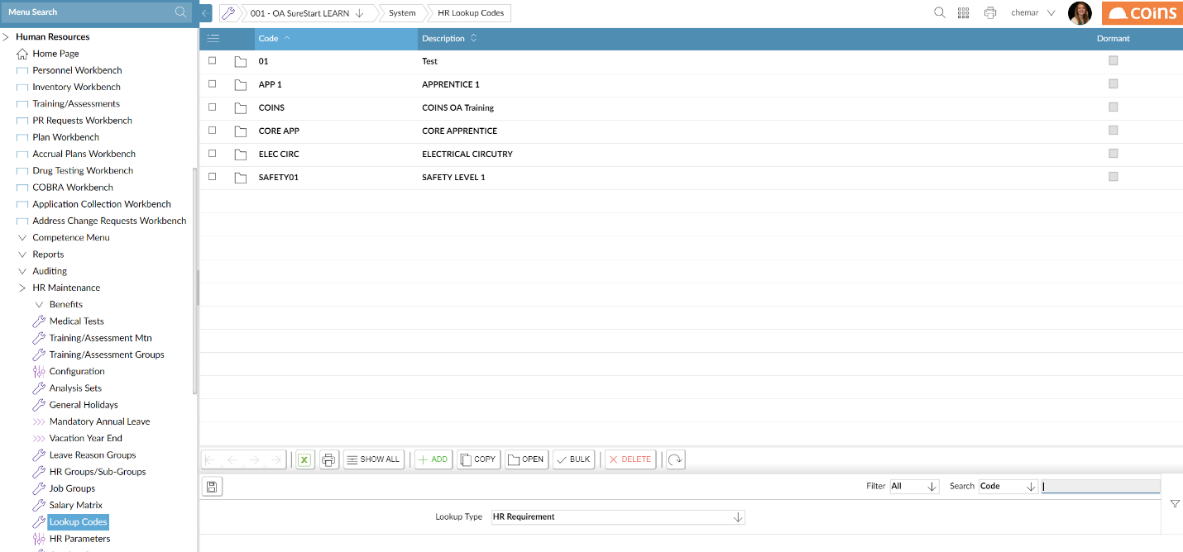 Menu Search
001 - OA SureStart LEARN
System
HR Lookup Codes
chemar
coins
Human Resources
Home Page
Personnel Workbench
Inventory Workbench
Training/Assessments
PR Requests Workbench
Plan Workbench
Accrual Plans Workbench
Drug Testing Workbench
COBRA Workbench
Application Collection Workbench
Address Change Requests Workbench
Competence Menu
Reports
Auditing
HR Maintenance
Benefits
Medical Tests
Training/Assessment Mtn
Training/Assessment Groups
Configuration
Analysis Sets
General Holidays
Mandatory Annual Leave
Vacation Year End
Leave Reason Groups
HR Groups/Sub-Groups
Job Groups
Salary Matrix
Lookup Codes
HR Parameters
Code Description Dormant
01 Test
APP 1 APPRENTICE 1
COINS COINS OA Training
CORE APP CORE APPRENTICE
ELEC CIRC ELECTRICAL CIRCUTRY
SAFETY01 SAFETY LEVEL 1
SHOW ALL ADD COPY OPEN BULK DELETE
Filter All Search Code
Lookup Type HR Requirement